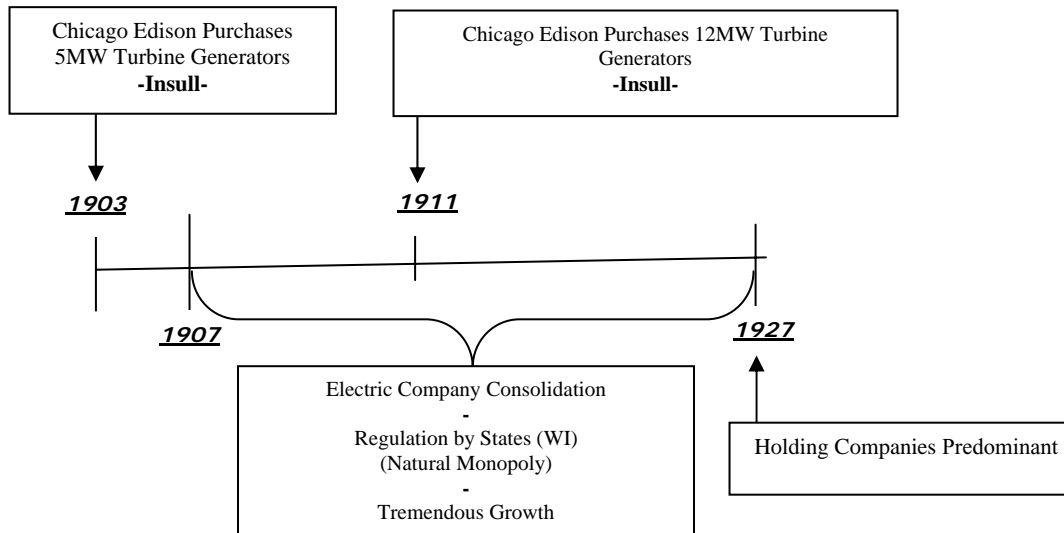 Chicago Edison Purchases
5MW Turbine Generators
-Insull-
Chicago Edison Purchases 12MW Turbine
Generators
-Insull-
1903
1911
1907
1927
Electric Company Consolidation
-
Regulation by States (WI)
(Natural Monopoly)
-
Tremendous Growth
Holding Companies Predominant